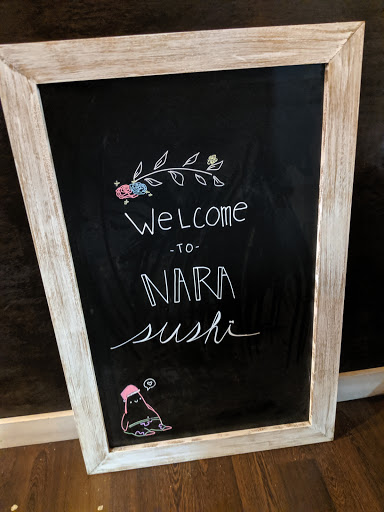 Welcome
-TO-
NARA
sushi